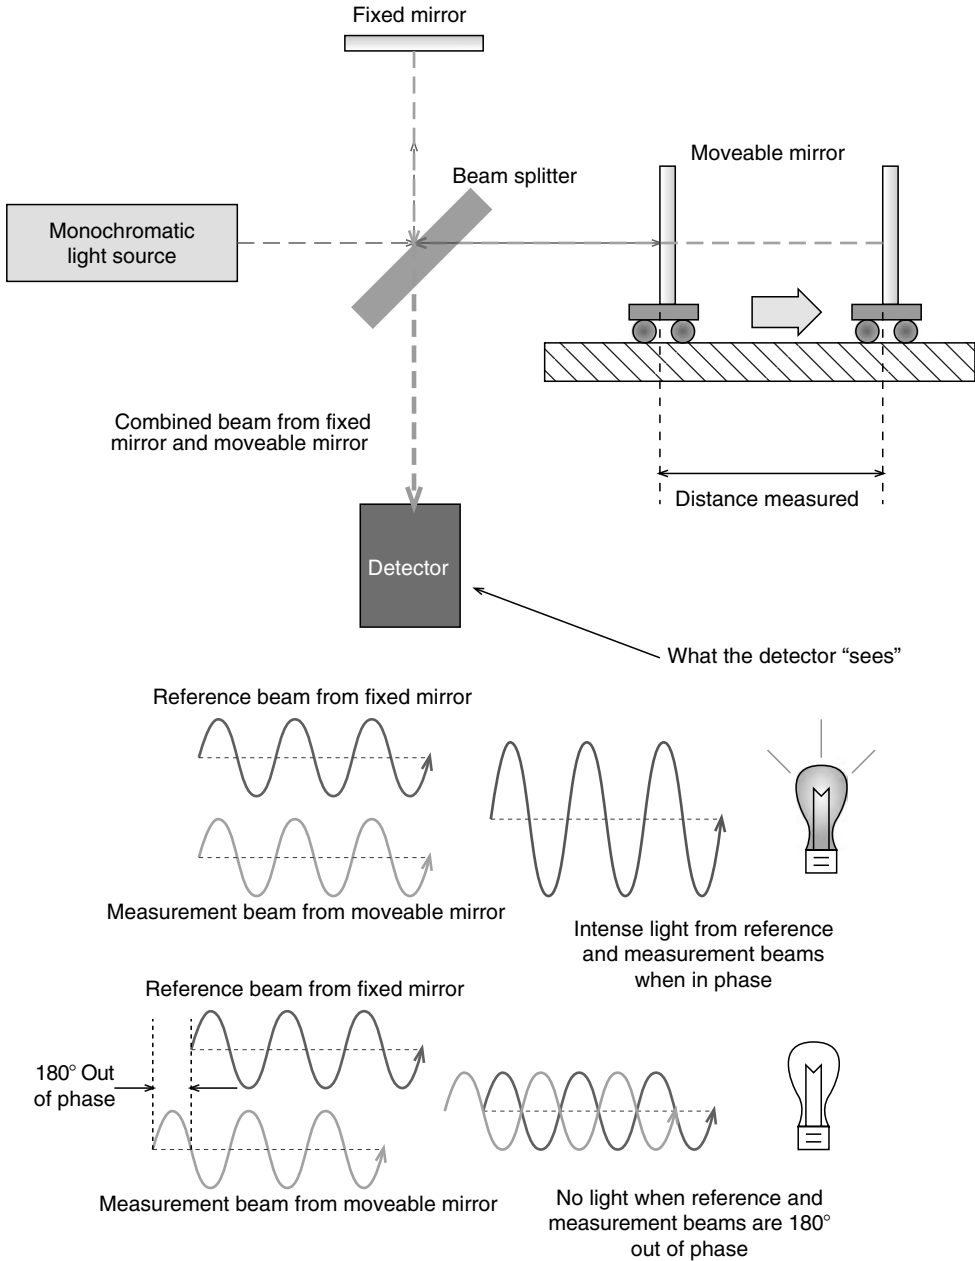 Fixed mirror
Moveable mirror
Beam splitter
Monochromatic
light source
Combined beam from fixed
mirror and moveable mirror
Distance measured
Detector
What the detector “sees”
Reference beam from fixed mirror
Measurement beam from moveable mirror
Intense light from reference
and measurement beams
when in phase
Reference beam from fixed mirror
180° Out
of phase
Measurement beam from moveable mirror
No light when reference and
measurement beams are 180°
out of phase